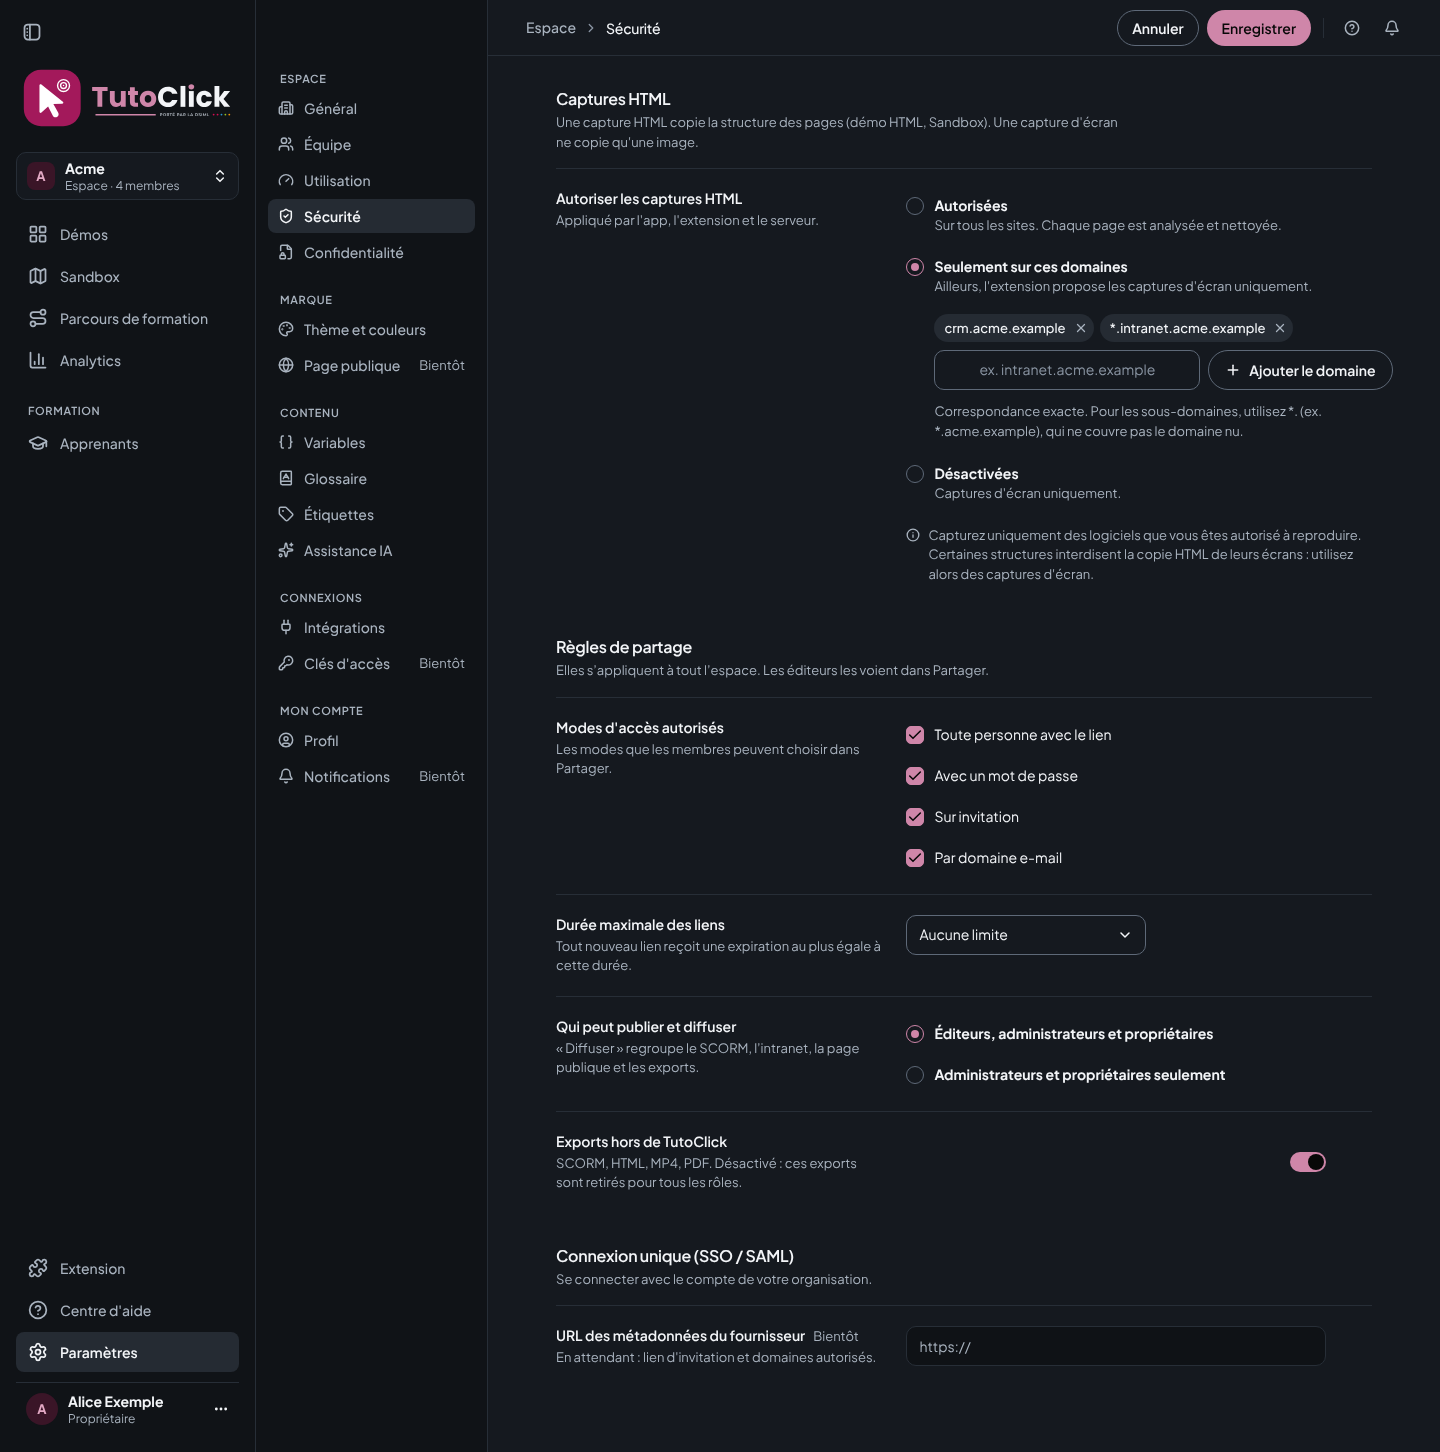 TutoClick
PORTÉ PAR LA DSML
A
Acme
Espace · 4 membres
Démos
Sandbox
Parcours de formation
Analytics
FORMATION
Apprenants
Extension
Centre d'aide
Paramètres
A
Alice Exemple
Propriétaire
ESPACE
Général
Équipe
Utilisation
Sécurité
Confidentialité
MARQUE
Thème et couleurs
Page publique Bientôt
CONTENU
Variables
Glossaire
Étiquettes
Assistance IA
CONNEXIONS
Intégrations
Clés d'accès Bientôt
MON COMPTE
Profil
Notifications Bientôt
Espace > Sécurité
Annuler
Enregistrer
Captures HTML
Une capture HTML copie la structure des pages (démo HTML, Sandbox). Une capture d'écran
ne copie qu'une image.
Autoriser les captures HTML
Appliqué par l'app, l'extension et le serveur.
Autorisées
Sur tous les sites. Chaque page est analysée et nettoyée.
Seulement sur ces domaines
Ailleurs, l'extension propose les captures d'écran uniquement.
crm.acme.example
*.intranet.acme.example
ex. intranet.acme.example
Ajouter le domaine
Correspondance exacte. Pour les sous-domaines, utilisez *. (ex.
*.acme.example), qui ne couvre pas le domaine nu.
Désactivées
Captures d'écran uniquement.
Capturez uniquement des logiciels que vous êtes autorisé à reproduire.
Certaines structures interdisent la copie HTML de leurs écrans : utilisez
alors des captures d'écran.
Règles de partage
Elles s'appliquent à tout l'espace. Les éditeurs les voient dans Partager.
Modes d'accès autorisés
Les modes que les membres peuvent choisir dans
Partager.
Toute personne avec le lien
Avec un mot de passe
Sur invitation
Par domaine e-mail
Durée maximale des liens
Tout nouveau lien reçoit une expiration au plus égale à
cette durée.
Aucune limite
Qui peut publier et diffuser
« Diffuser » regroupe le SCORM, l'intranet, la page
publique et les exports.
Éditeurs, administrateurs et propriétaires
Administrateurs et propriétaires seulement
Exports hors de TutoClick
SCORM, HTML, MP4, PDF. Désactivé : ces exports
sont retirés pour tous les rôles.
Connexion unique (SSO / SAML)
Se connecter avec le compte de votre organisation.
URL des métadonnées du fournisseur Bientôt
En attendant : lien d'invitation et domaines autorisés.
https://